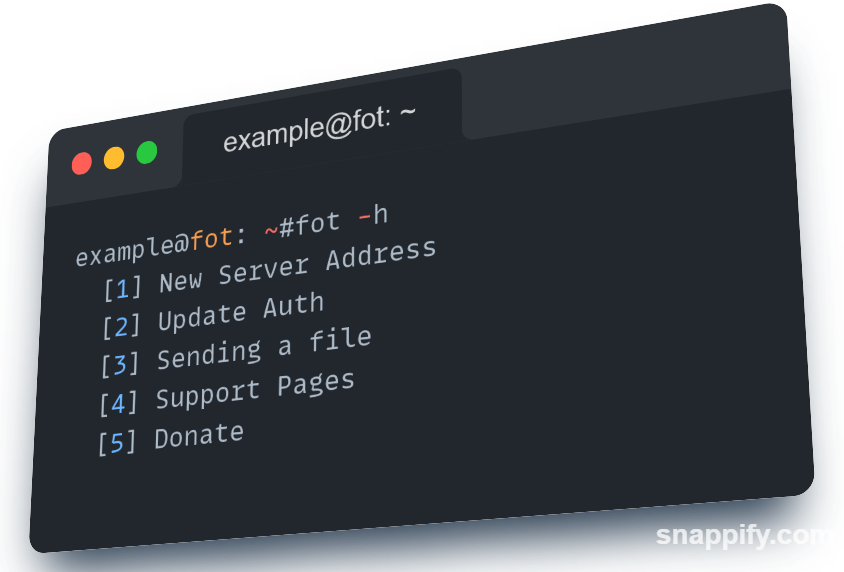 example@fot: ~
example@fot: ~#fot -h
[1] New Server Address
[2] Update Auth
[3] Sending a file
[4] Support Pages
[5] Donate
snappify.com